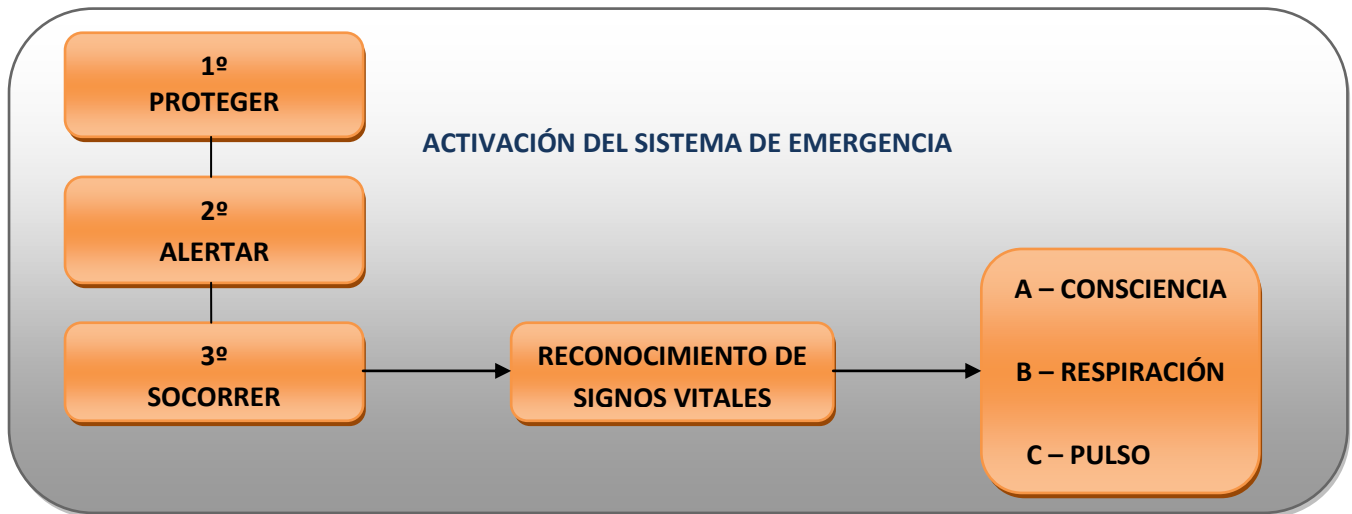 1º
PROTEGER
ACTIVACIÓN DEL SISTEMA DE EMERGENCIA
2º
ALERTAR
3º
SOCORRER
RECONOCIMIENTO DE
SIGNOS VITALES
A – CONSCIENCIA
B – RESPIRACIÓN
C – PULSO